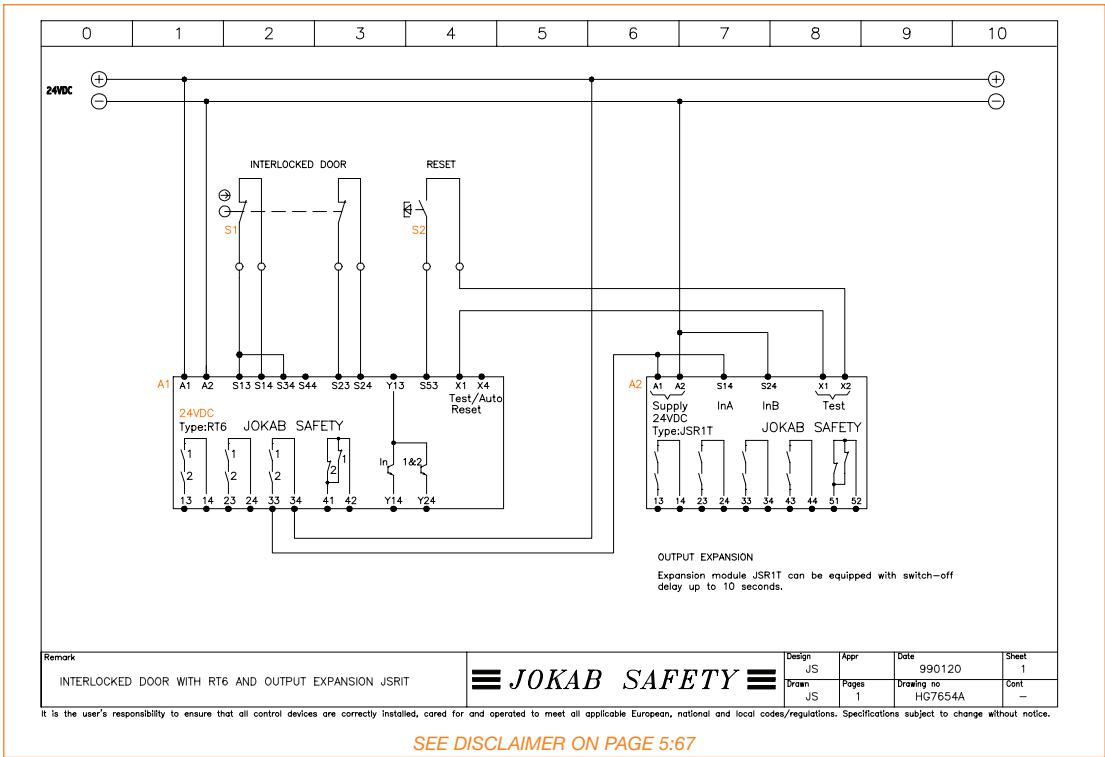 0 1 2 3 4 5 6 7 8 9 10
24VDC
+ +
- -
INTERLOCKED DOOR RESET
S1 S2
A1 A1 A2 S13 S14 S34 S44 S23 S24 Y13 S53 X1 X4
Test/Auto
Reset
24VDC
Type:RT6 JOKAB SAFETY
1 1 1 1 In 1&2
2 2 2 2
13 14 23 24 33 34 41 42 Y14 Y24
A2 A1 A2 S14 S24 X1 X2
Supply InA InB Test
24VDC
Type:JSR1T JOKAB SAFETY
13 14 23 24 33 34 43 44 51 52
OUTPUT EXPANSION
Expansion module JSR1T can be equipped with switch-off
delay up to 10 seconds.
Remark
INTERLOCKED DOOR WITH RT6 AND OUTPUT EXPANSION JSRIT
JOKAB SAFETY
Design Appr Date Sheet
JS 990120 1
Drawn Pages Drawing no Cont
JS 1 HG7654A -
It is the user's responsibility to ensure that all control devices are correctly installed, cared for and operated to meet all applicable European, national and local codes/regulations. Specifications subject to change without notice.
SEE DISCLAIMER ON PAGE 5:67